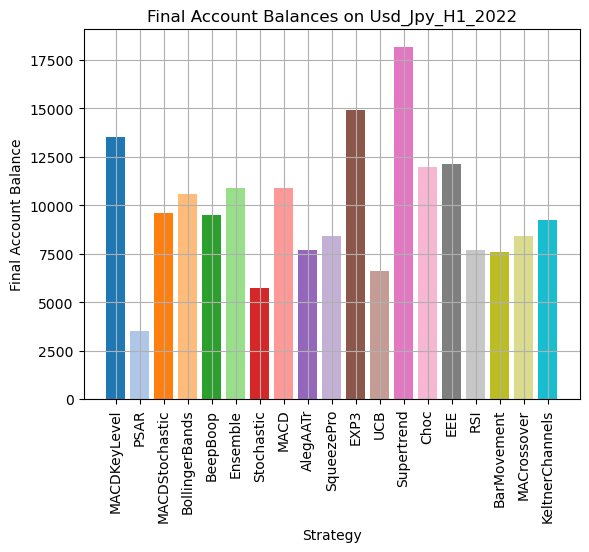 Final Account Balances on Usd_Jpy_H1_2022
Final Account Balance
17500
15000
12500
10000
7500
5000
2500
0
MACDKeyLevel
PSAR
MACDStochastic
BollingerBands
BeepBoop
Ensemble
Stochastic
MACD
AlegAATr
SqueezePro
EXP3
UCB
Supertrend
Choc
EEE
RSI
BarMovement
MACrossover
KeltnerChannels
Strategy